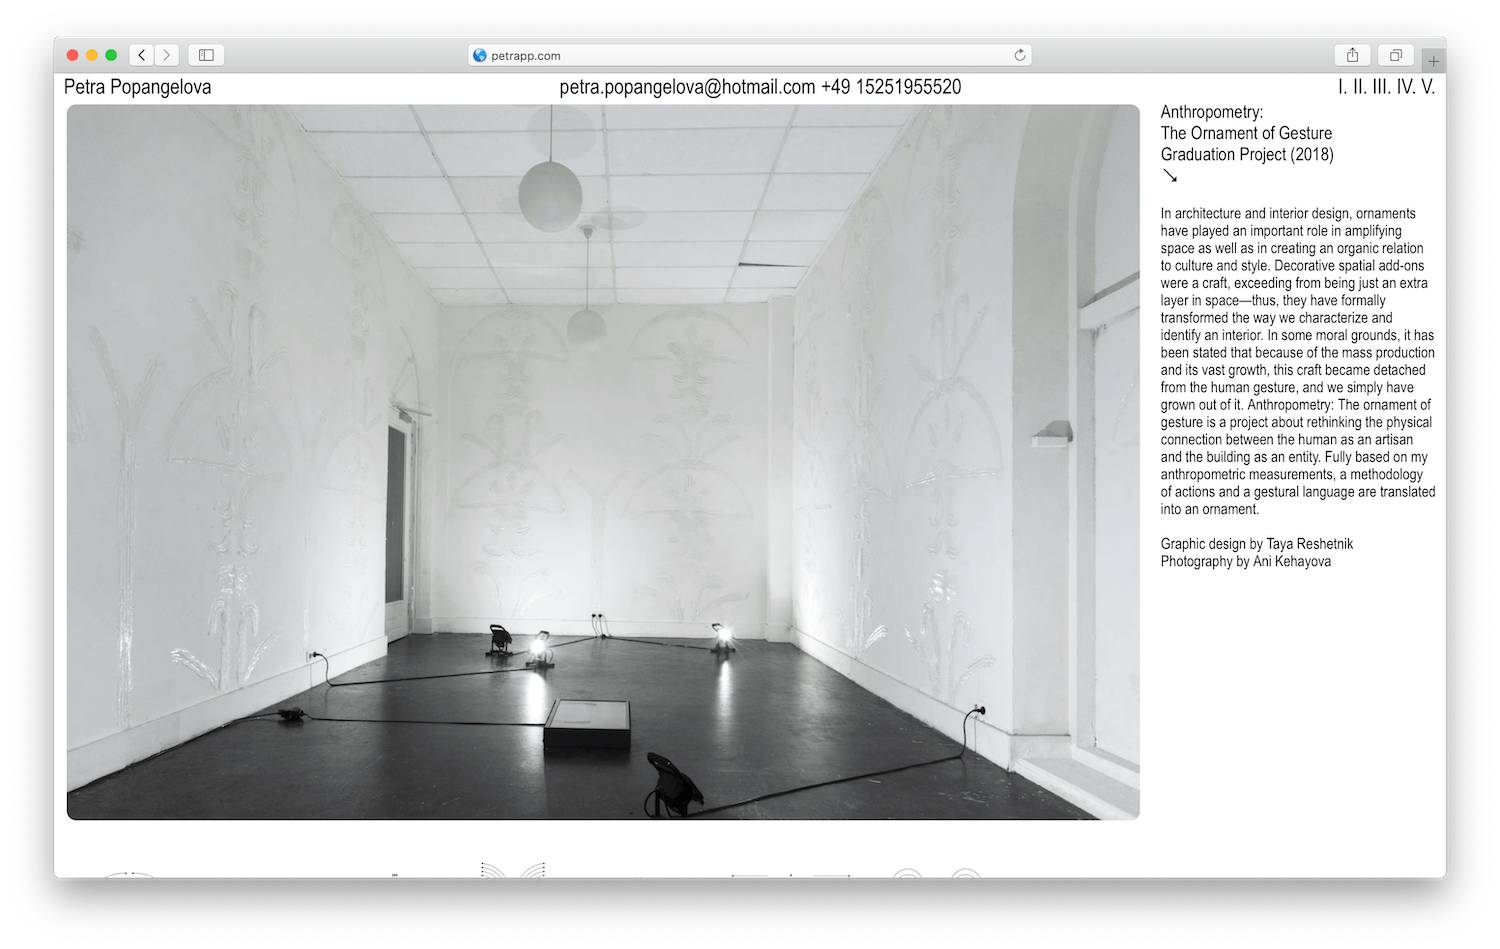 petrapp.com
Petra Popangelova
petra.popangelova@hotmail.com +49 15251955520
I. II. III. IV. V.
Anthropometry:
The Ornament of Gesture
Graduation Project (2018)
↘
In architecture and interior design, ornaments
have played an important role in amplifying
space as well as in creating an organic relation
to culture and style. Decorative spatial add-ons
were a craft, exceeding from being just an extra
layer in space—thus, they have formally
transformed the way we characterize and
identify an interior. In some moral grounds, it has
been stated that because of the mass production
and its vast growth, this craft became detached
from the human gesture, and we simply have
grown out of it. Anthropometry: The ornament of
gesture is a project about rethinking the physical
connection between the human as an artisan
and the building as an entity. Fully based on my
anthropometric measurements, a methodology
of actions and a gestural language are translated
into an ornament.
Graphic design by Taya Reshetnik
Photography by Ani Kehayova